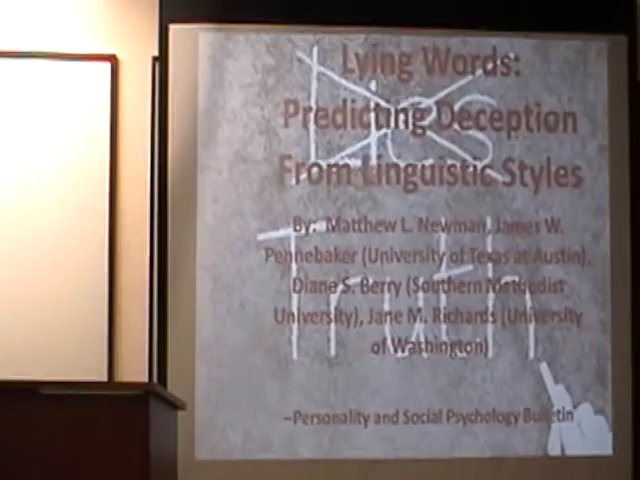 Lying Words:
Predicting Deception
From Linguistic Styles
Lies
By: Matthew L. Newman, James W.
Pennebaker (University of Texas at Austin),
Diane S. Berry (Southern Methodist
University), Jane M. Richards (University
of Washington)
Truth
–Personality and Social Psychology Bulletin